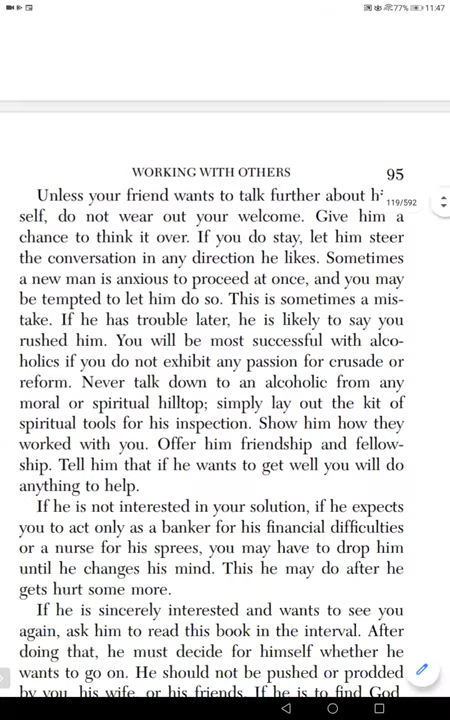 77% 11:47
WORKING WITH OTHERS 95
119/592
Unless your friend wants to talk further about
self, do not wear out your welcome. Give him a
chance to think it over. If you do stay, let him steer
the conversation in any direction he likes. Sometimes
a new man is anxious to proceed at once, and you may
be tempted to let him do so. This is sometimes a mis-
take. If he has trouble later, he is likely to say you
rushed him. You will be most successful with alco-
holics if you do not exhibit any passion for crusade or
reform. Never talk down to an alcoholic from any
moral or spiritual hilltop; simply lay out the kit of
spiritual tools for his inspection. Show him how they
worked with you. Offer him friendship and fellow-
ship. Tell him that if he wants to get well you will do
anything to help.
If he is not interested in your solution, if he expects
you to act only as a banker for his financial difficulties
or a nurse for his sprees, you may have to drop him
until he changes his mind. This he may do after he
gets hurt some more.
If he is sincerely interested and wants to see you
again, ask him to read this book in the interval. After
doing that, he must decide for himself whether he
wants to go on. He should not be pushed or prodded
by you, his wife, or his friends. If he is to find God,